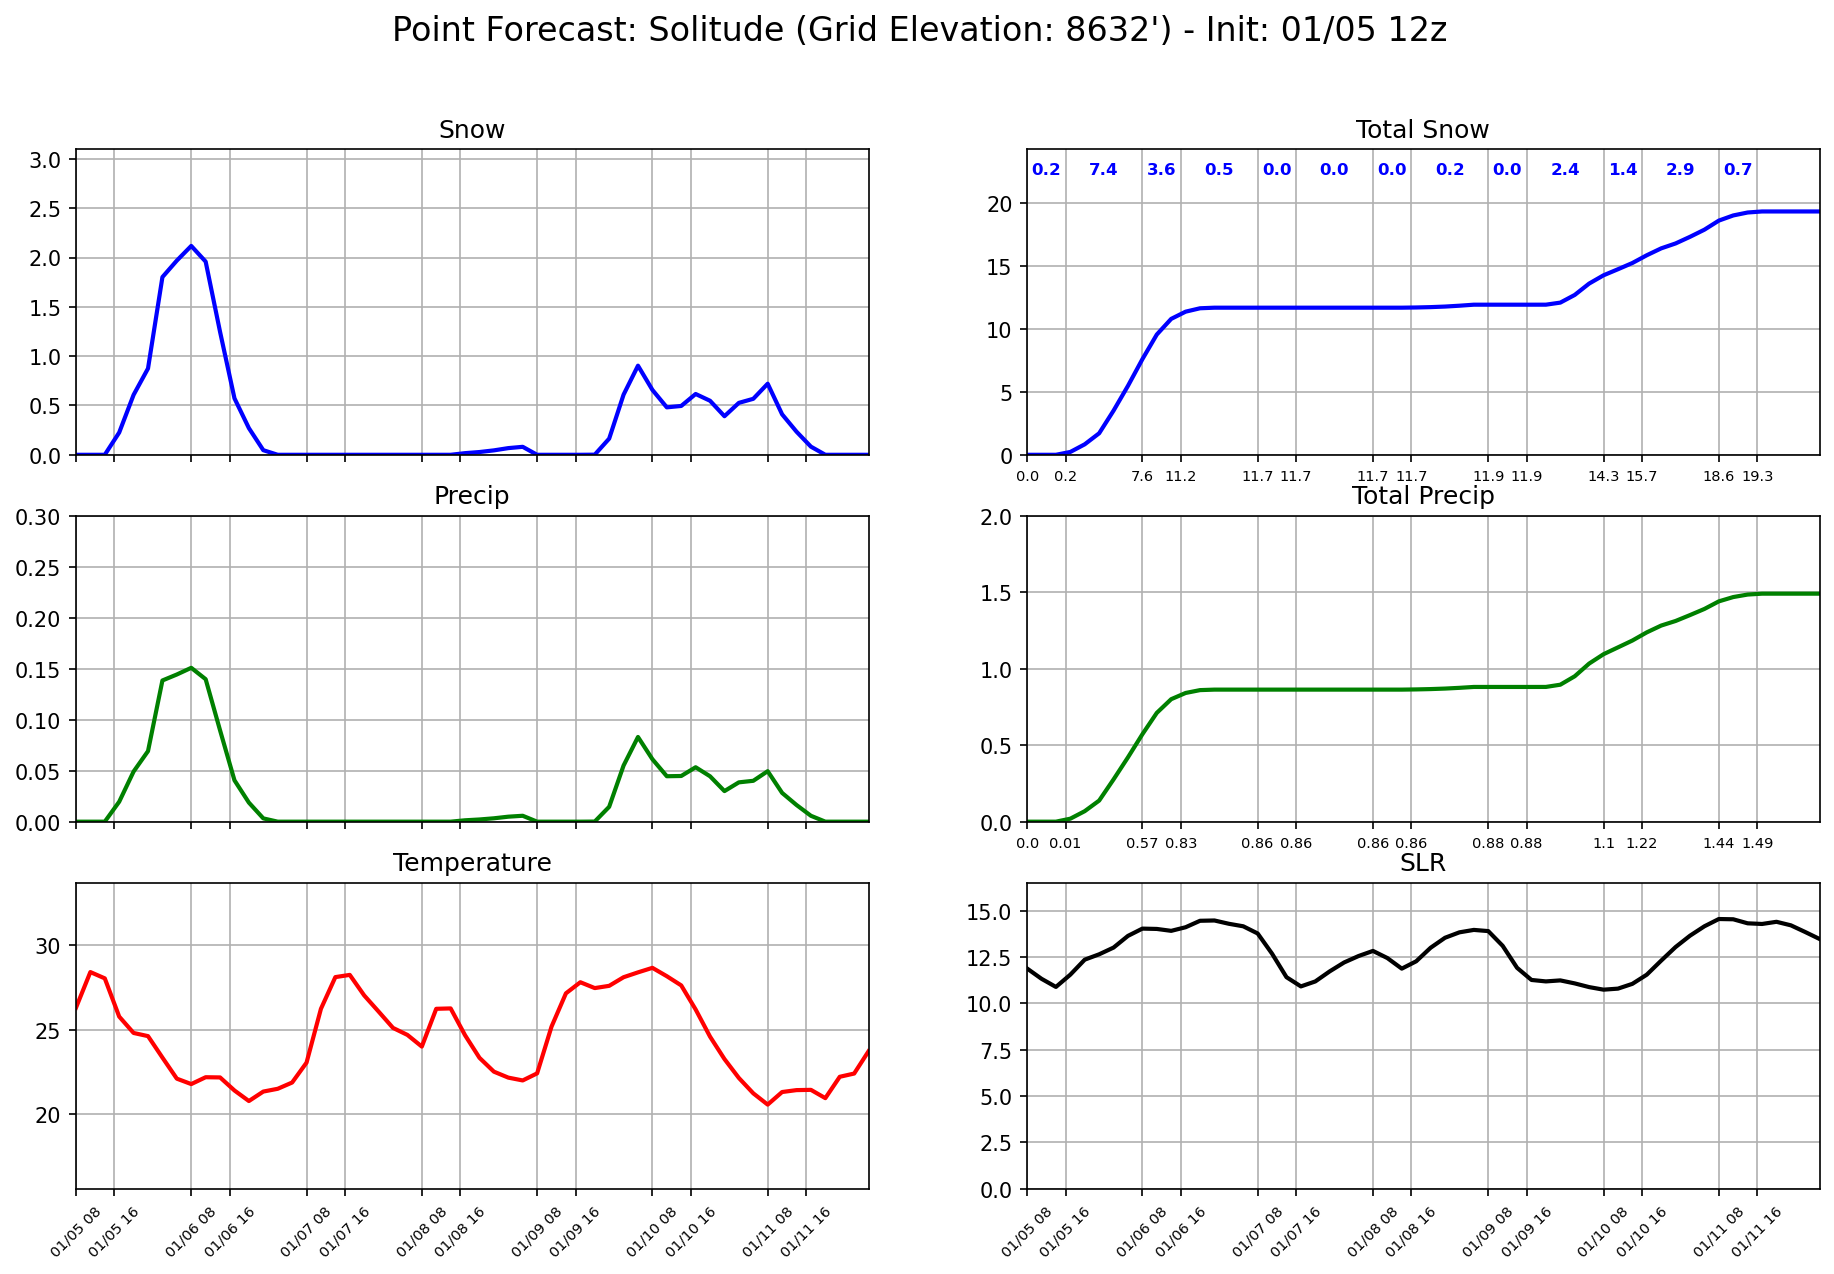 Point Forecast: Solitude (Grid Elevation: 8632') - Init: 01/05 12z
Snow
3.0
2.5
2.0
1.5
1.0
0.5
0.0
Total Snow
0.2 7.4 3.6 0.5 0.0 0.0 0.0 0.2 0.0 2.4 1.4 2.9 0.7
20
15
10
5
0
0.0 0.2 7.6 11.2 11.7 11.7 11.7 11.7 11.9 11.9 14.3 15.7 18.6 19.3
Precip
0.30
0.25
0.20
0.15
0.10
0.05
0.00
Total Precip
2.0
1.5
1.0
0.5
0.0
0.0 0.01 0.57 0.83 0.86 0.86 0.86 0.86 0.88 0.88 1.1 1.22 1.44 1.49
Temperature
30
25
20
01/05 08 01/05 16 01/06 08 01/06 16 01/07 08 01/07 16 01/08 08 01/08 16 01/09 08 01/09 16 01/10 08 01/10 16 01/11 08 01/11 16
SLR
15.0
12.5
10.0
7.5
5.0
2.5
0.0
01/05 08 01/05 16 01/06 08 01/06 16 01/07 08 01/07 16 01/08 08 01/08 16 01/09 08 01/09 16 01/10 08 01/10 16 01/11 08 01/11 16